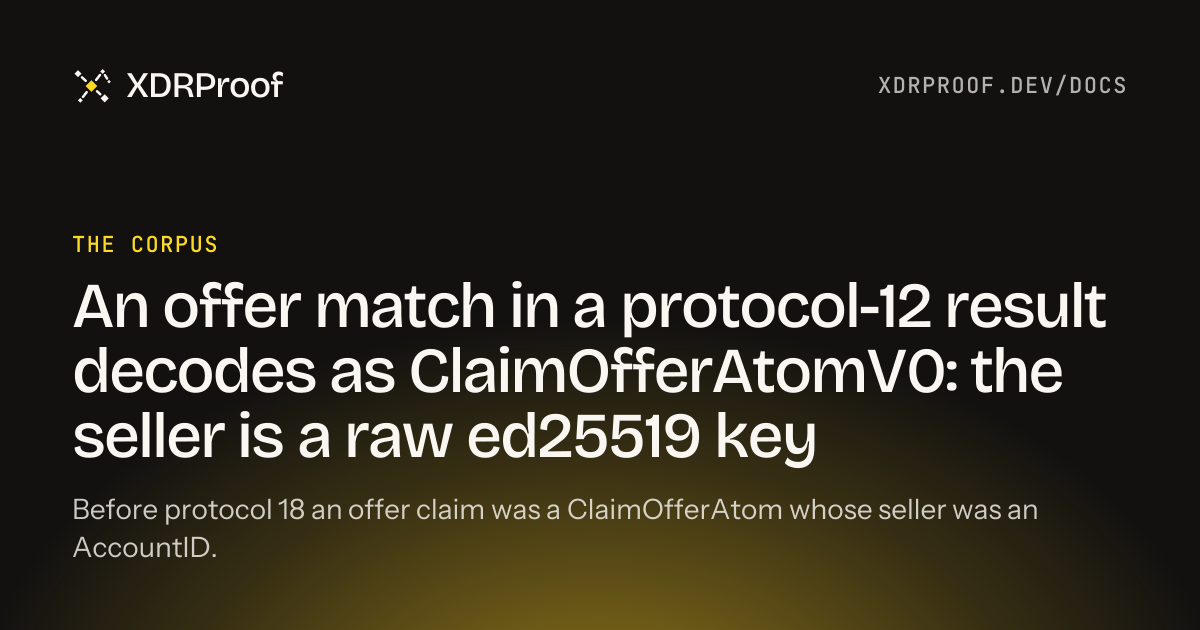 XDRProof
XDRPROOF.DEV/DOCS
THE CORPUS
An offer match in a protocol-12 result
decodes as ClaimOfferAtomV0: the
seller is a raw ed25519 key
Before protocol 18 an offer claim was a ClaimOfferAtom whose seller was an
AccountID.